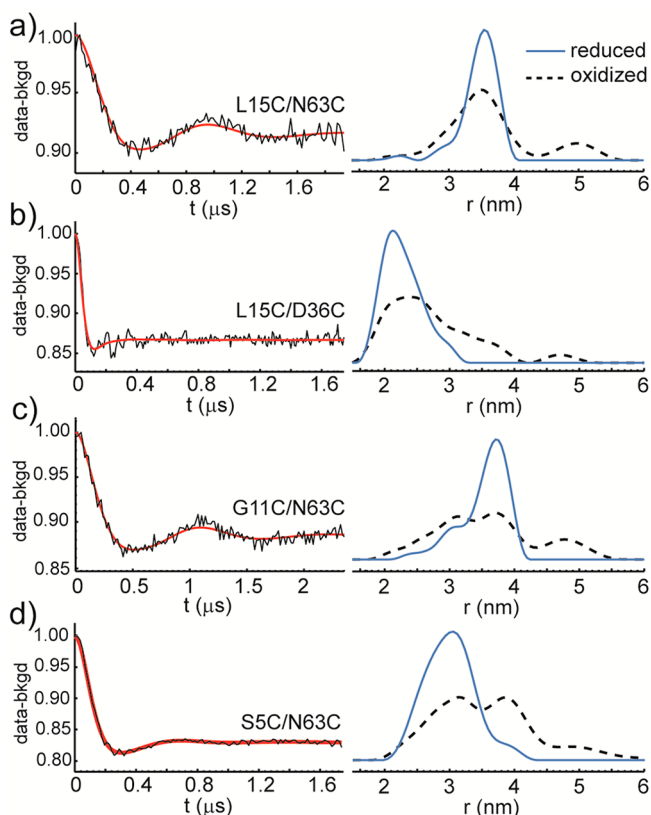 a)
1.00
0.95
0.90
data-bkgd
L15C/N63C
0 0.4 0.8 1.2 1.6
t (μs)
reduced
oxidized
2 3 4 5 6
r (nm)
b)
1.00
0.95
0.90
0.85
data-bkgd
L15C/D36C
0 0.4 0.8 1.2 1.6
t (μs)
2 3 4 5 6
r (nm)
c)
1.00
0.95
0.90
0.85
data-bkgd
G11C/N63C
0 0.5 1 1.5 2
t (μs)
2 3 4 5 6
r (nm)
d)
1.00
0.95
0.90
0.85
0.80
data-bkgd
S5C/N63C
0 0.4 0.8 1.2 1.6
t (μs)
2 3 4 5 6
r (nm)